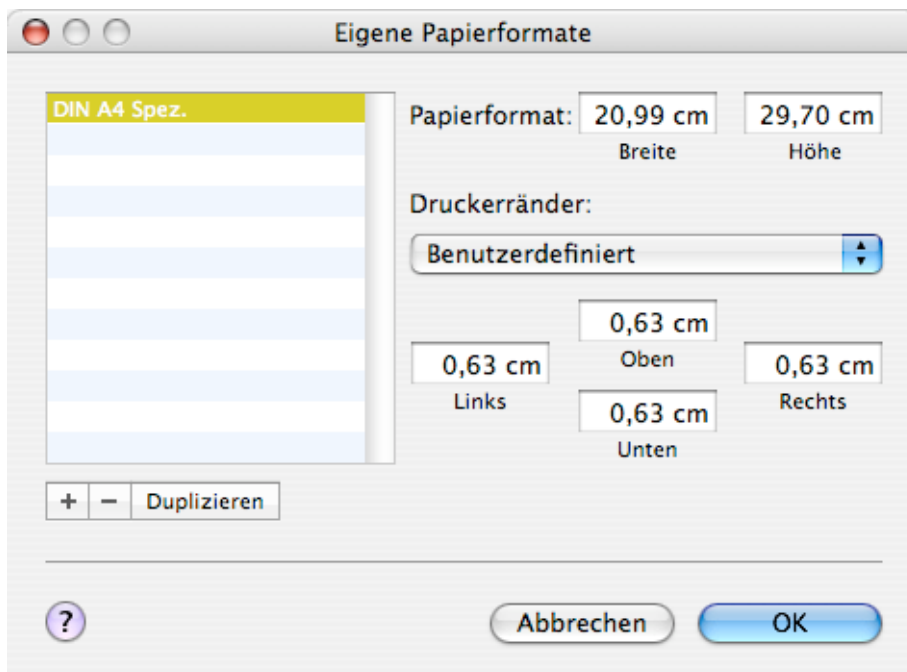 Eigene Papierformate
DIN A4 Spez.
Papierformat: 20,99 cm 29,70 cm
Breite Höhe
Druckerränder:
Benutzerdefiniert
0,63 cm
Oben
0,63 cm 0,63 cm
Links Rechts
0,63 cm
Unten
+ − Duplizieren
? Abbrechen OK